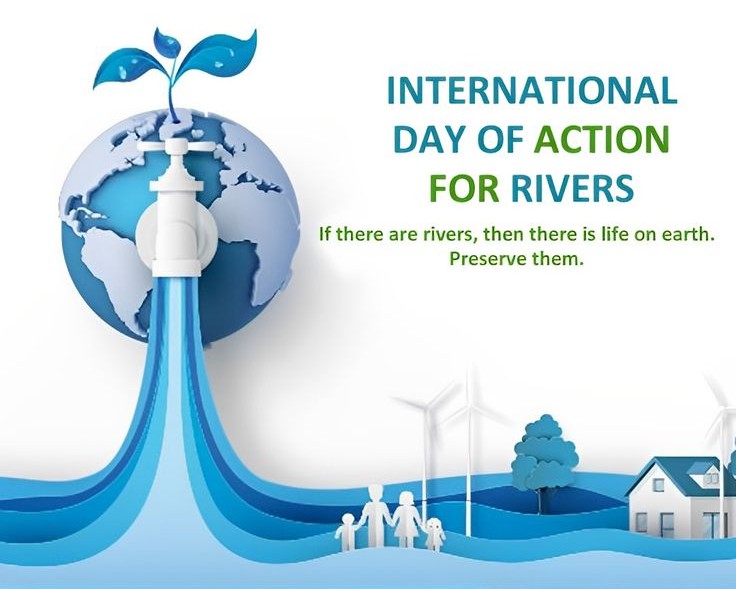 INTERNATIONAL
DAY OF ACTION
FOR RIVERS
If there are rivers, then there is life on earth.
Preserve them.